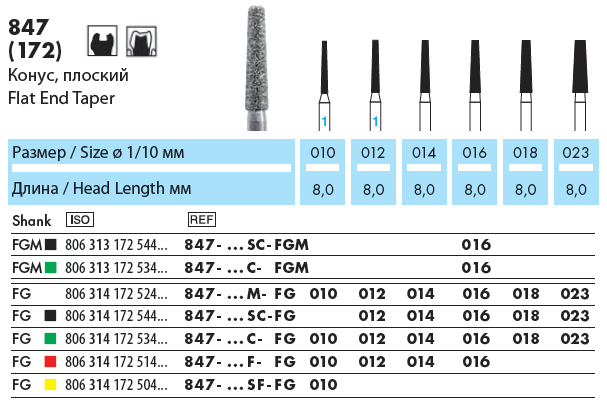 847
(172)
Конус, плоский
Flat End Taper
1 1
Размер / Size ø 1/10 мм 010 012 014 016 018 023
Длина / Head Length мм 8,0 8,0 8,0 8,0 8,0 8,0
Shank ISO REF
FGM 806 313 172 544... 847- ... SC-FGM 016
FGM 806 313 172 534... 847- ... C- FGM 016
FG 806 314 172 524... 847- ... M- FG 010 012 014 016 018 023
FG 806 314 172 544... 847- ... SC-FG 012 014 016 018 023
FG 806 314 172 534... 847- ... C- FG 010 012 014 016 018 023
FG 806 314 172 514... 847- ... F- FG 010 012 014 016
FG 806 314 172 504... 847- ... SF-FG 010